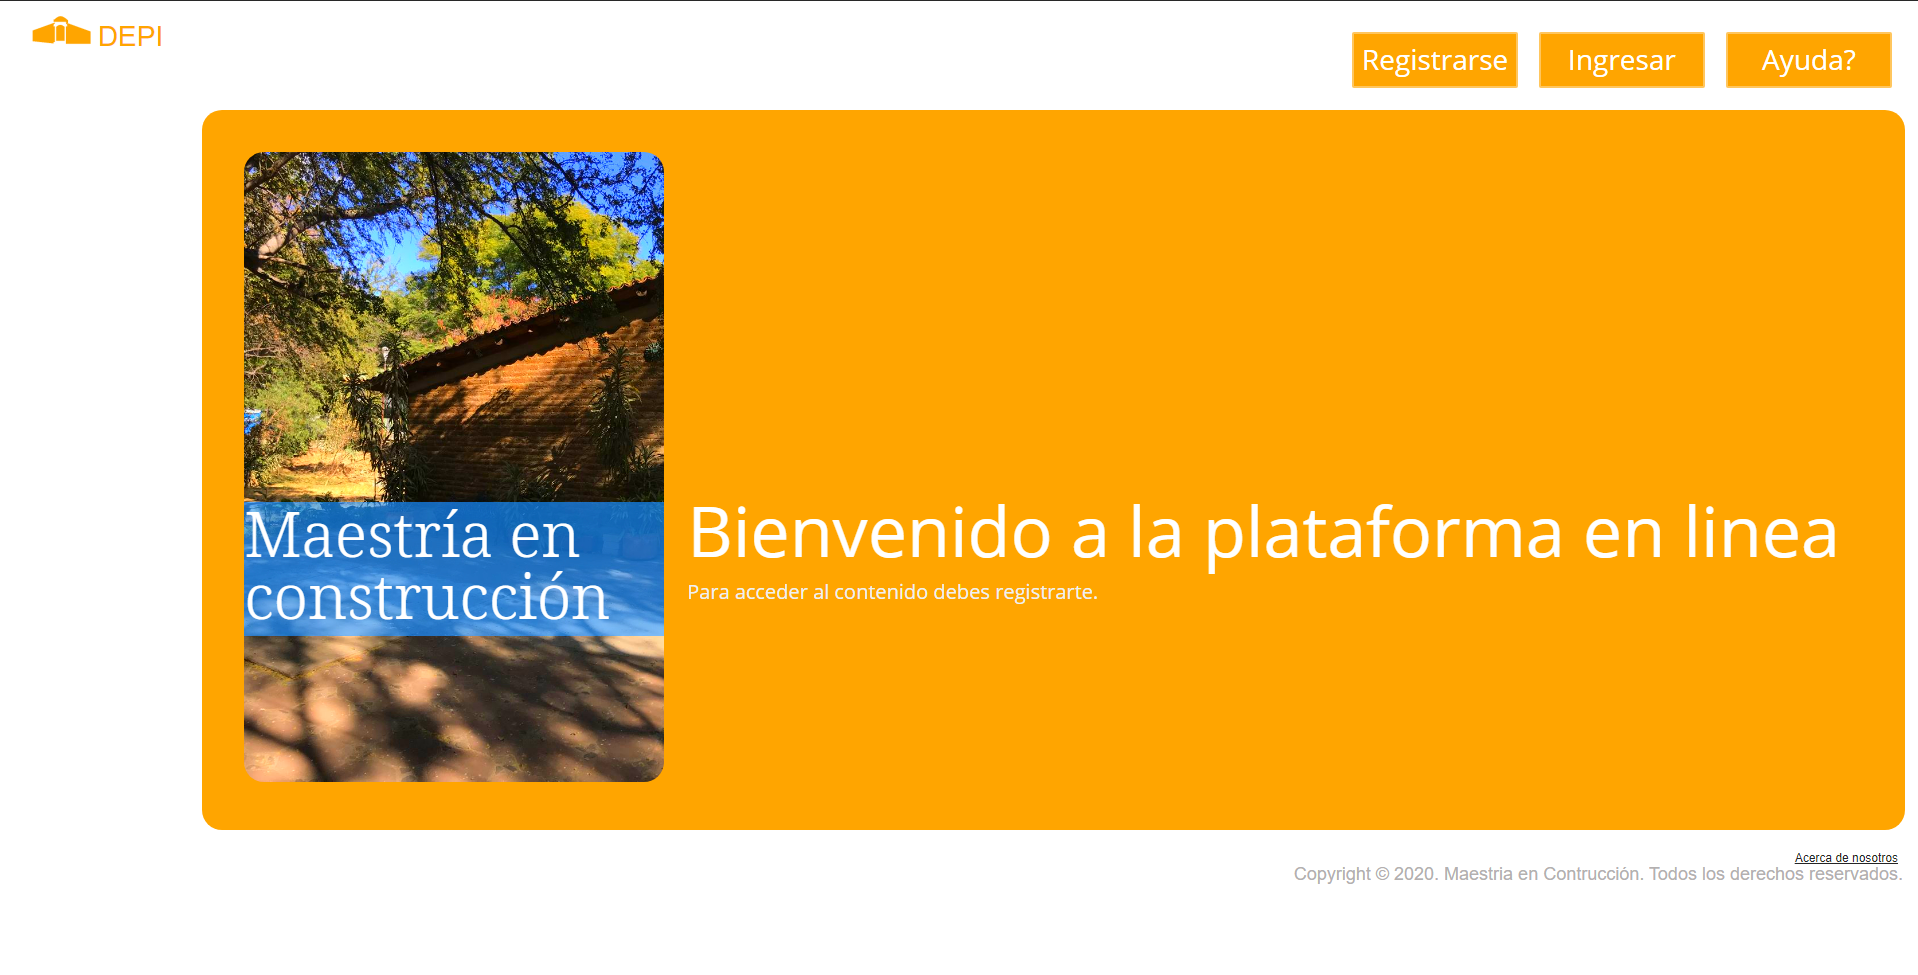 DEPI
Registrarse
Ingresar
Ayuda?
Maestría en
construcción
Bienvenido a la plataforma en linea
Para acceder al contenido debes registrarte.
Acerca de nosotros
Copyright © 2020. Maestria en Contrucción. Todos los derechos reservados.